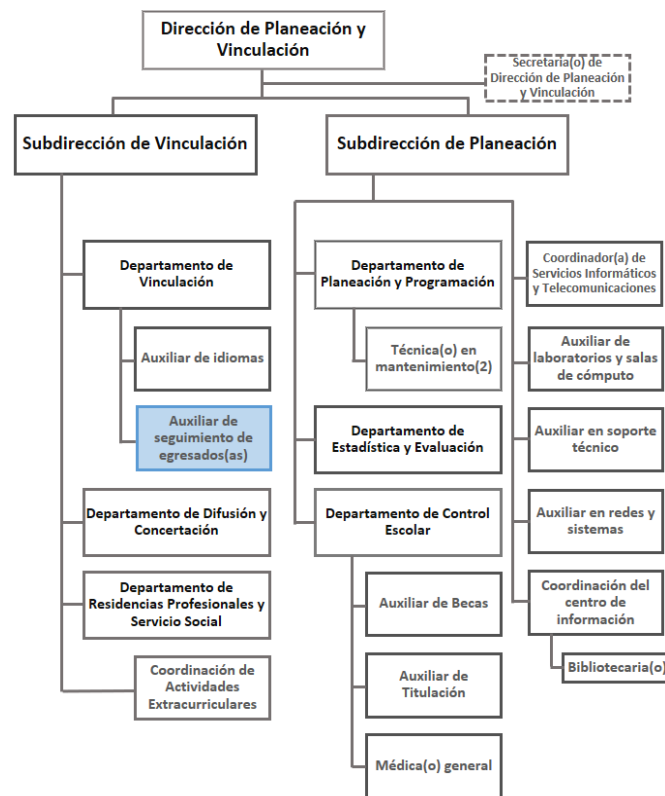 Dirección de Planeación y
Vinculación
Secretaria(o) de
Dirección de Planeación
y Vinculación
Subdirección de Vinculación
Subdirección de Planeación
Departamento de
Vinculación
Auxiliar de idiomas
Auxiliar de
seguimiento de
egresados(as)
Departamento de Difusión y
Concertación
Departamento de
Residencias Profesionales y
Servicio Social
Coordinación de
Actividades
Extracurriculares
Departamento de
Planeación y Programación
Técnica(o) en
mantenimiento(2)
Departamento de
Estadística y Evaluación
Departamento de Control
Escolar
Auxiliar de Becas
Auxiliar de
Titulación
Médica(o) general
Coordinador(a) de
Servicios Informáticos
y Telecomunicaciones
Auxiliar de
laboratorios y salas
de cómputo
Auxiliar en soporte
técnico
Auxiliar en redes y
sistemas
Coordinación del
centro de
información
Bibliotecaria(o)